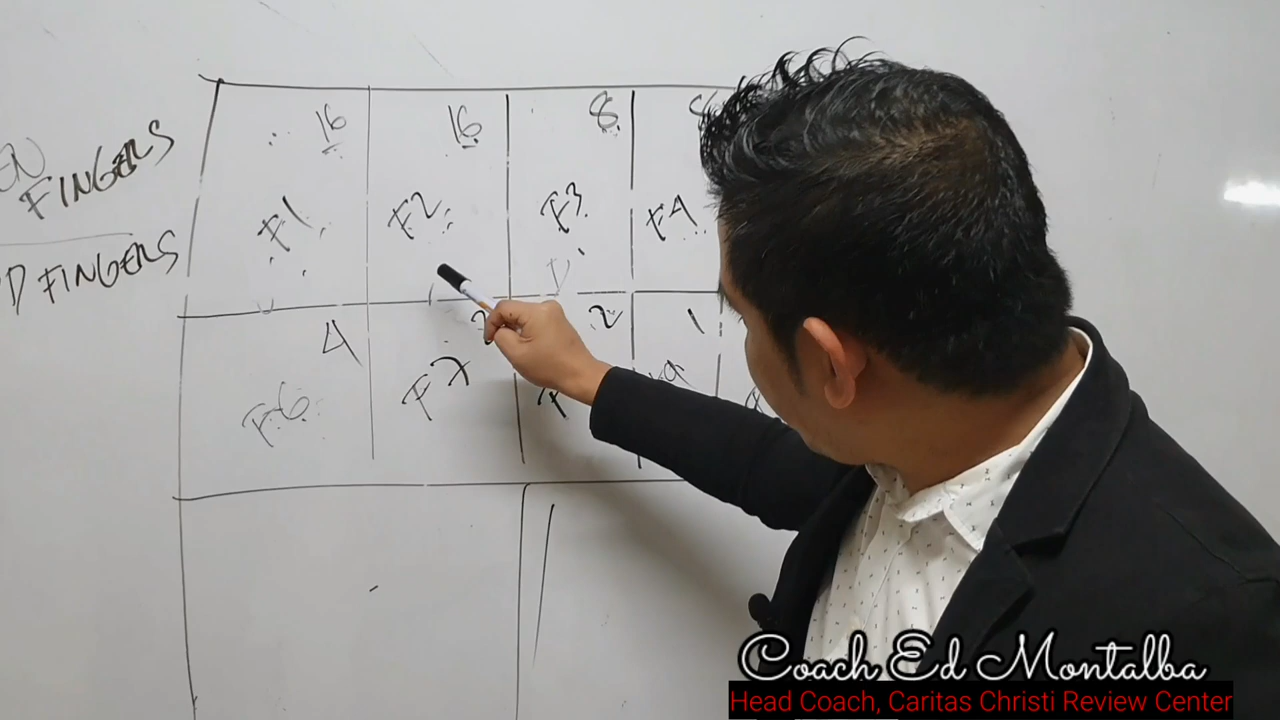 EN
FINGERS
D FINGERS
16 16 8
F1 F2 F3 F4
4 2 1
F6 F7
Coach Ed Montalba
Head Coach, Caritas Christi Review Center